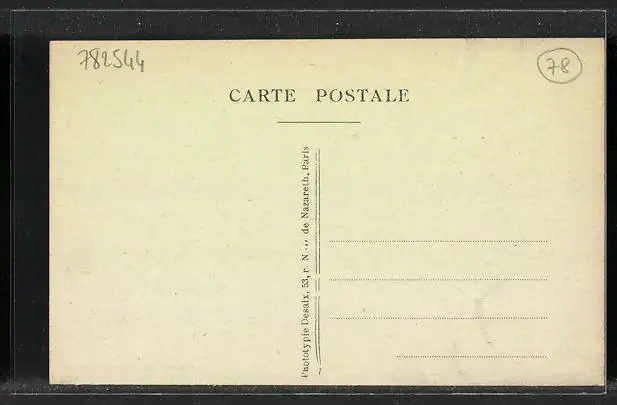 782544
78
CARTE POSTALE
Phototypie Desaix, 53, r. N.-D. de Nazareth, Paris